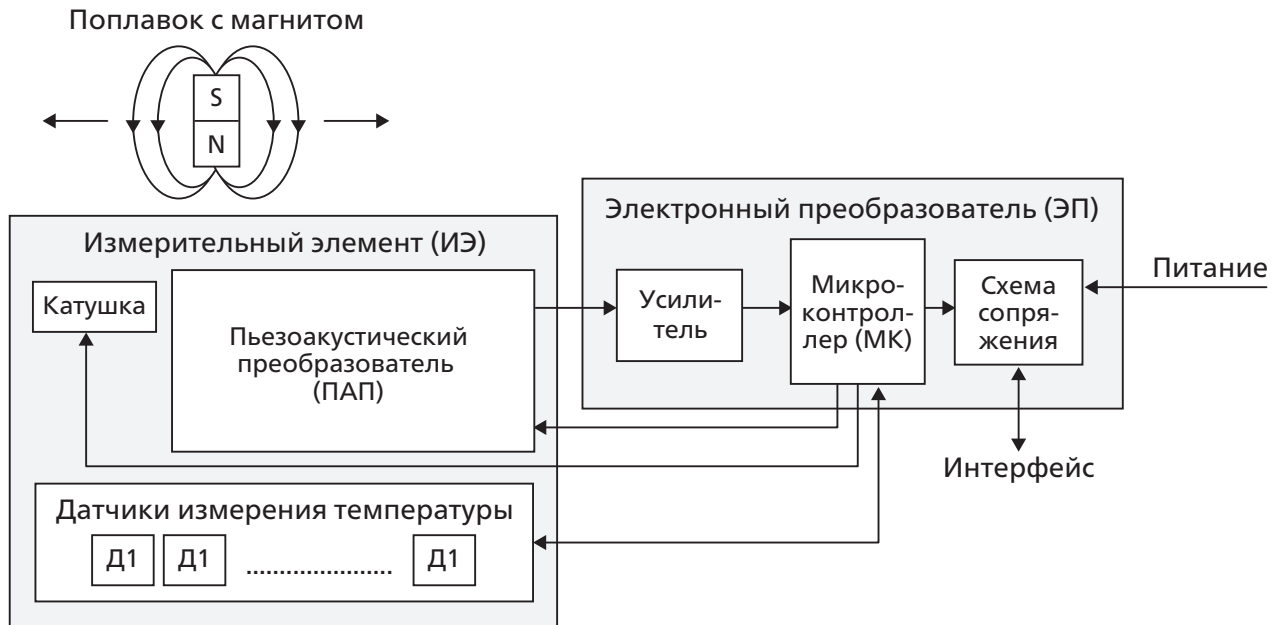 Поплавок с магнитом
S
N
Электронный преобразователь (ЭП)
Измерительный элемент (ИЭ)
Катушка
Пьезоакустический
преобразователь
(ПАП)
Усили-
тель
Микро-
контрол-
лер (МК)
Схема
сопря-
жения
Питание
Интерфейс
Датчики измерения температуры
Д1 Д1 ...................... Д1